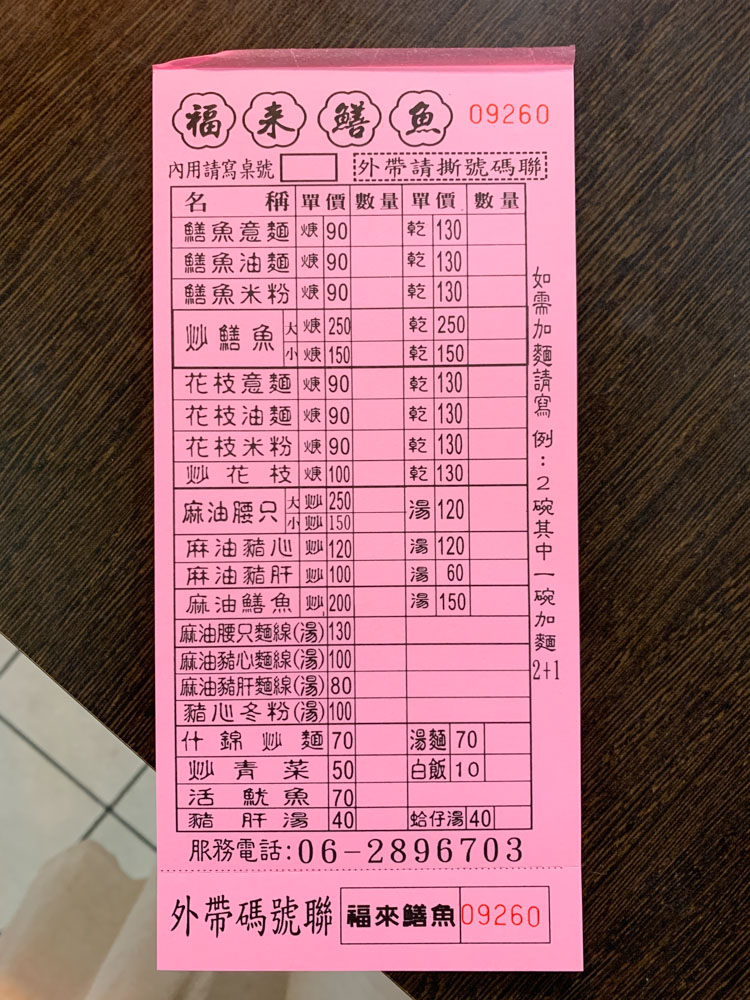 福来鱔魚 09260
內用請寫桌號 外帶請撕號碼聯
名稱 單價 數量 單價 數量
鱔魚意麵 焿 90 乾 130
鱔魚油麵 焿 90 乾 130
鱔魚米粉 焿 90 乾 130
炒鱔魚 大 焿 250 乾 250
小 焿 150 乾 150
花枝意麵 焿 90 乾 130
花枝油麵 焿 90 乾 130
花枝米粉 焿 90 乾 130
炒花枝 焿 100 乾 130
麻油腰只 大 炒 250 湯 120
小 炒 150
麻油豬心 炒 120 湯 120
麻油豬肝 炒 100 湯 60
麻油鱔魚 炒 200 湯 150
麻油腰只麵線(湯) 130
麻油豬心麵線(湯) 100
麻油豬肝麵線(湯) 80
豬心冬粉(湯) 100
什錦炒麵 70 湯麵 70
炒青菜 50 白飯 10
活魷魚 70
豬肝湯 40 蛤仔湯 40
如需加麵請寫 例：2碗其中一碗加麵 2+1
服務電話:06-2896703
外帶碼號聯 福來鱔魚 09260